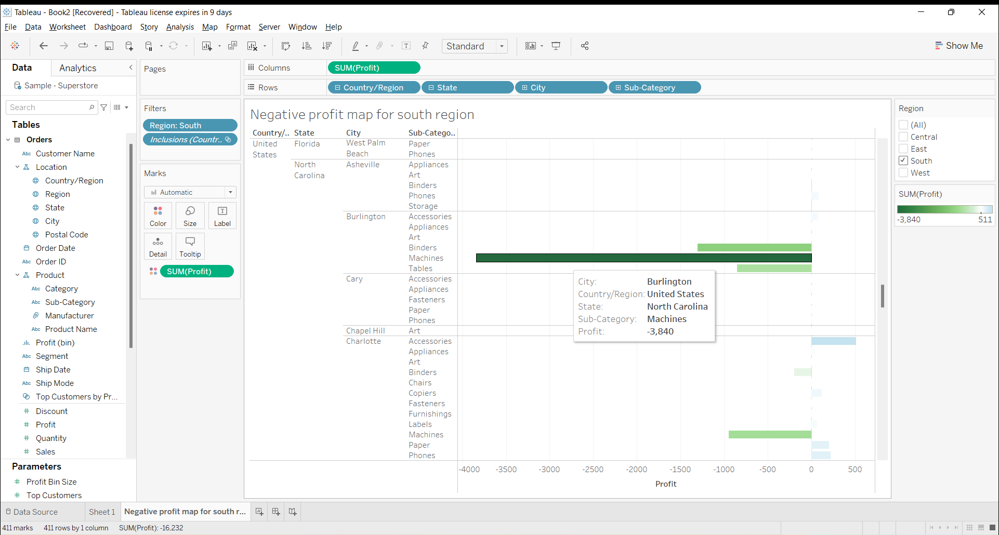 Tableau - Book2 [Recovered] - Tableau license expires in 9 days
File Data Worksheet Dashboard Story Analysis Map Format Server Window Help
Standard
Show Me
Data Analytics
Sample - Superstore
Search
Tables
Orders
Abc Customer Name
Location
Country/Region
Region
State
City
Postal Code
Order Date
Abc Order ID
Product
Abc Category
Abc Sub-Category
Manufacturer
Abc Product Name
Profit (bin)
Abc Segment
Ship Date
Abc Ship Mode
Top Customers by Pr...
# Discount
# Profit
# Quantity
# Sales
Parameters
# Profit Bin Size
# Top Customers
Pages
Filters
Region: South
Inclusions (Countr..
Marks
Automatic
Color Size Label
Detail Tooltip
SUM(Profit)
Columns SUM(Profit)
Rows Country/Region State City Sub-Category
Negative profit map for south region
Country/.. State City Sub-Catego..
United States Florida West Palm Beach Paper
Phones
North Carolina Asheville Appliances
Art
Binders
Phones
Storage
Burlington Accessories
Appliances
Art
Binders
Machines
Tables
Cary Accessories
Appliances
Fasteners
Paper
Phones
Chapel Hill Art
Charlotte Accessories
Appliances
Art
Binders
Chairs
Copiers
Fasteners
Furnishings
Labels
Machines
Paper
Phones
-4000 -3500 -3000 -2500 -2000 -1500 -1000 -500 0 500
Profit
City: Burlington
Country/Region: United States
State: North Carolina
Sub-Category: Machines
Profit: -3,840
Region
(All)
Central
East
South
West
SUM(Profit)
-3,840 511
Data Source Sheet 1 Negative profit map for south r...
411 marks 411 rows by 1 column SUM(Profit): -16,232